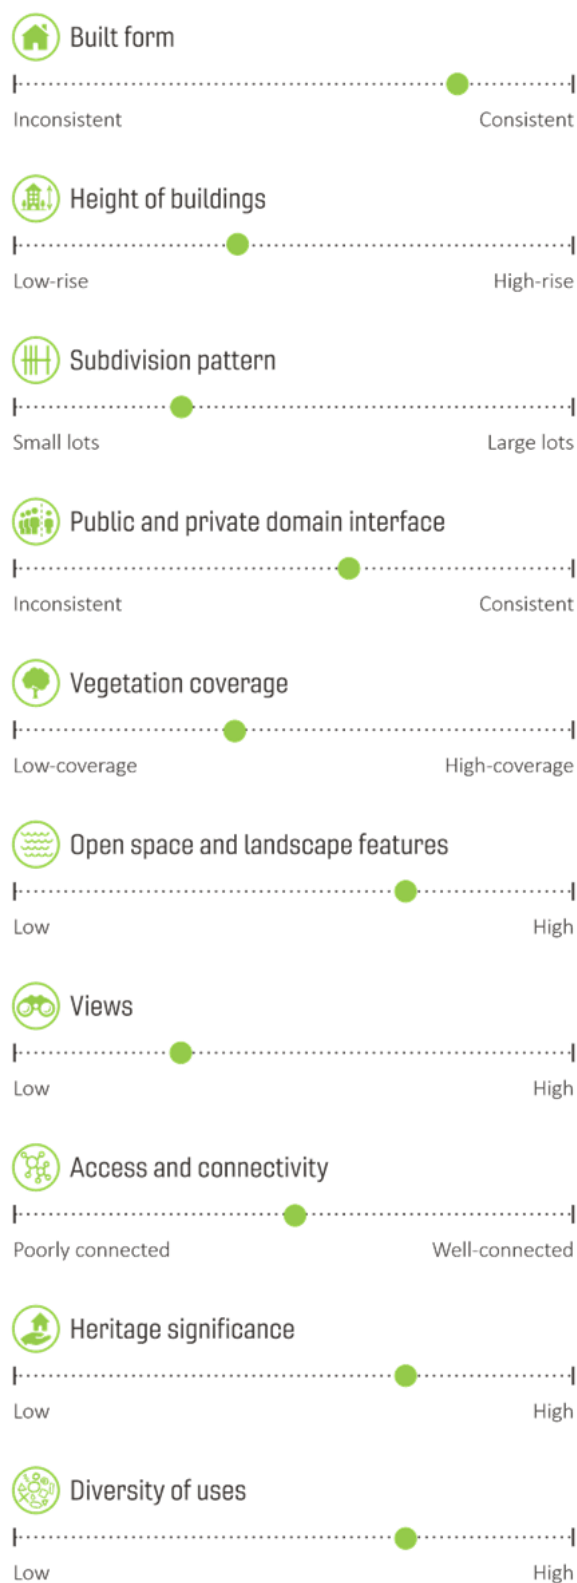 Built form
Inconsistent Consistent
Height of buildings
Low-rise High-rise
Subdivision pattern
Small lots Large lots
Public and private domain interface
Inconsistent Consistent
Vegetation coverage
Low-coverage High-coverage
Open space and landscape features
Low High
Views
Low High
Access and connectivity
Poorly connected Well-connected
Heritage significance
Low High
Diversity of uses
Low High